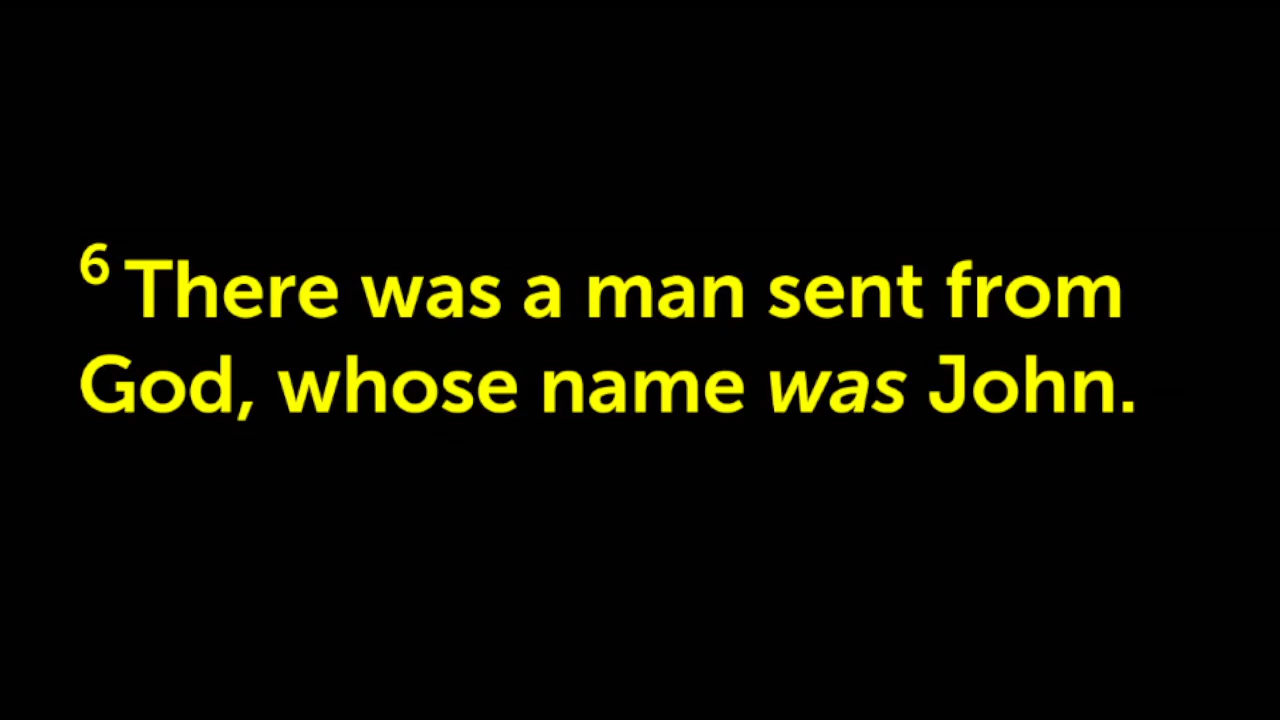 6 There was a man sent from
God, whose name was John.